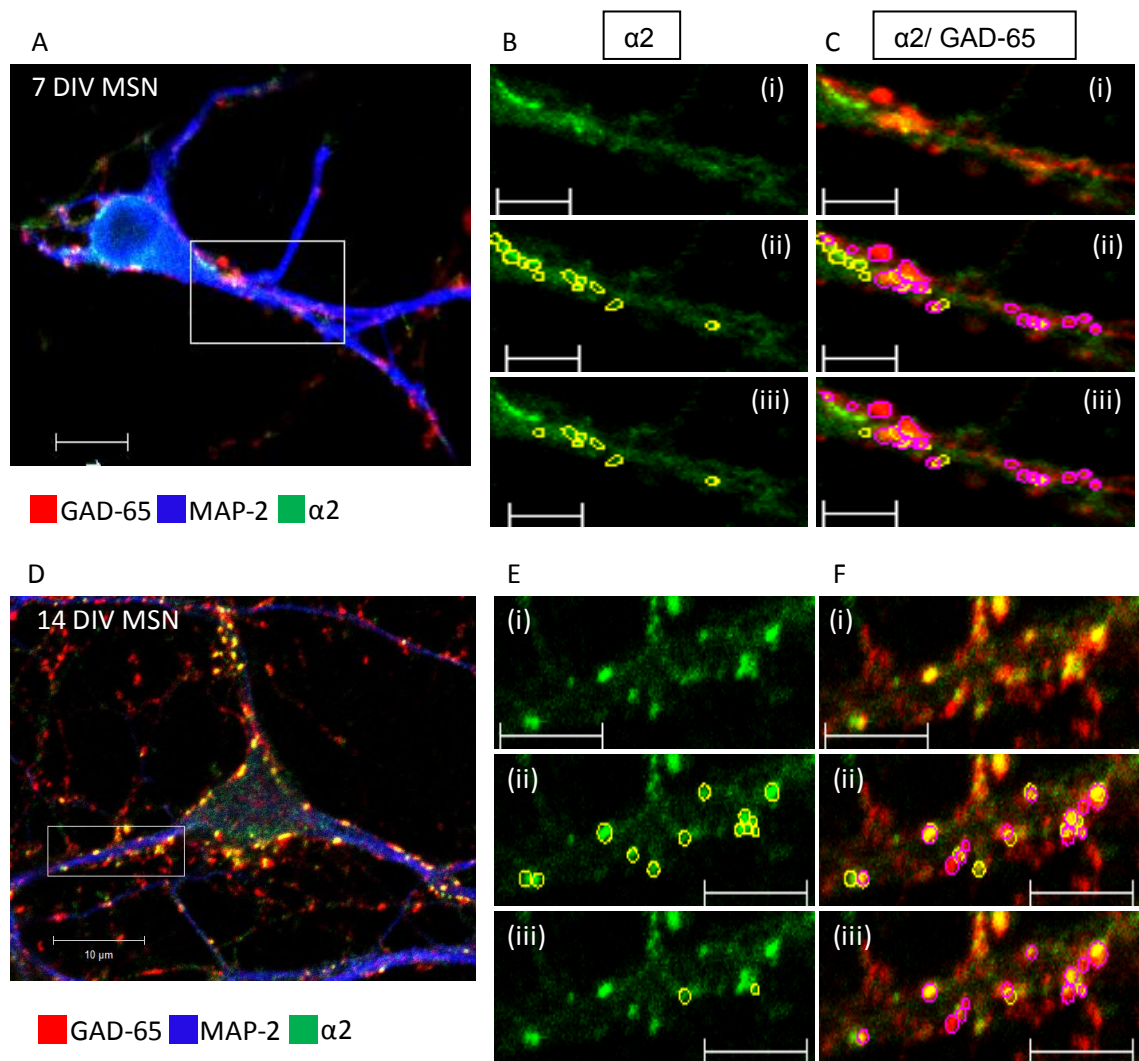 A
7 DIV MSN
B
α2
C
α2/ GAD-65
(i)
(i)
(ii)
(ii)
(iii)
(iii)
GAD-65 MAP-2 α2
D
14 DIV MSN
10 µm
E
F
(i)
(i)
(ii)
(ii)
(iii)
(iii)
GAD-65 MAP-2 α2